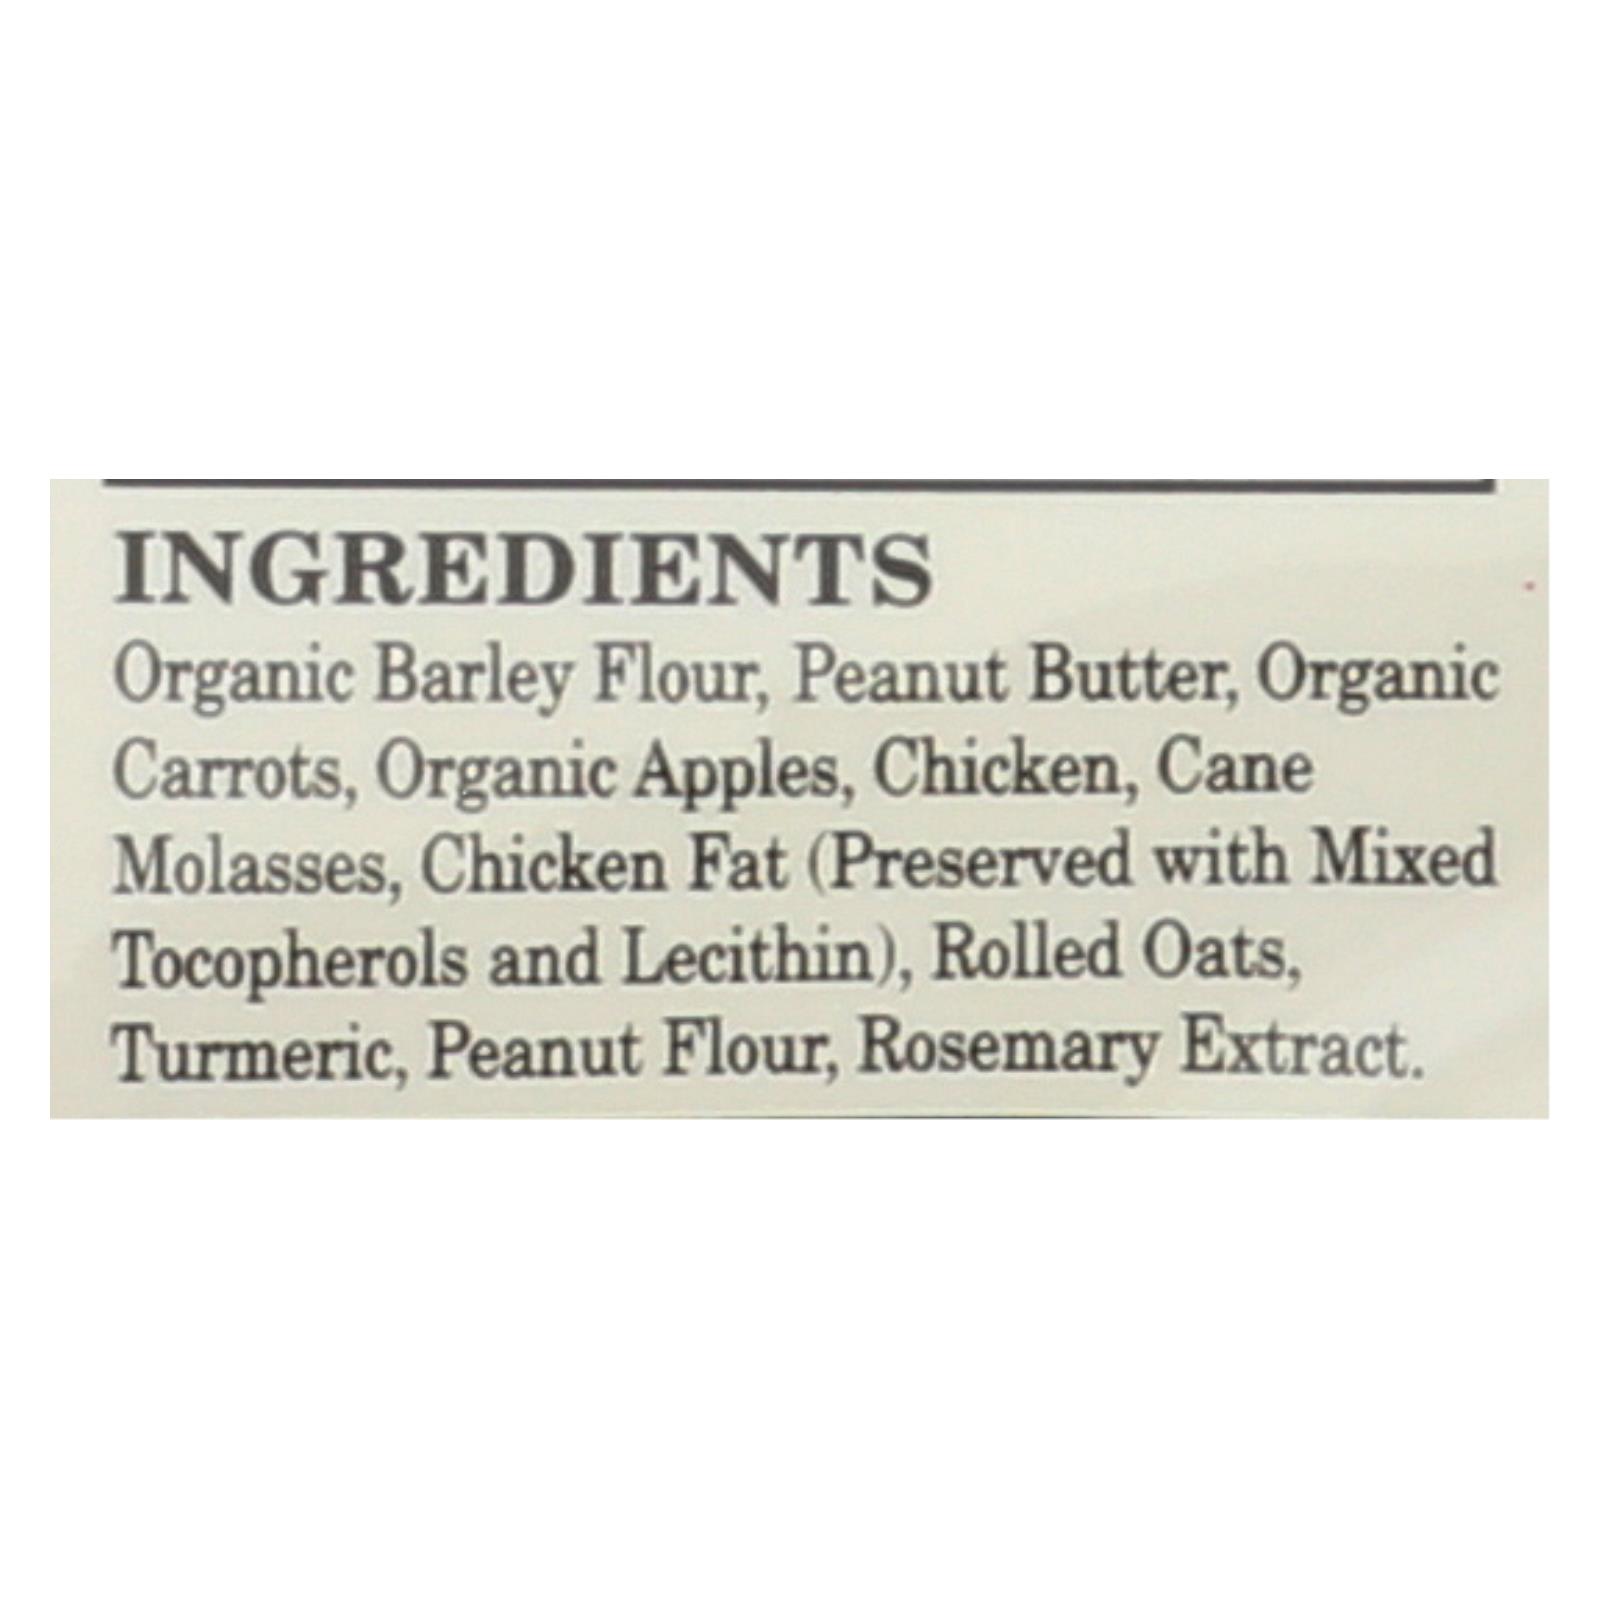 INGREDIENTS
Organic Barley Flour, Peanut Butter, Organic
Carrots, Organic Apples, Chicken, Cane
Molasses, Chicken Fat (Preserved with Mixed
Tocopherols and Lecithin), Rolled Oats,
Turmeric, Peanut Flour, Rosemary Extract.